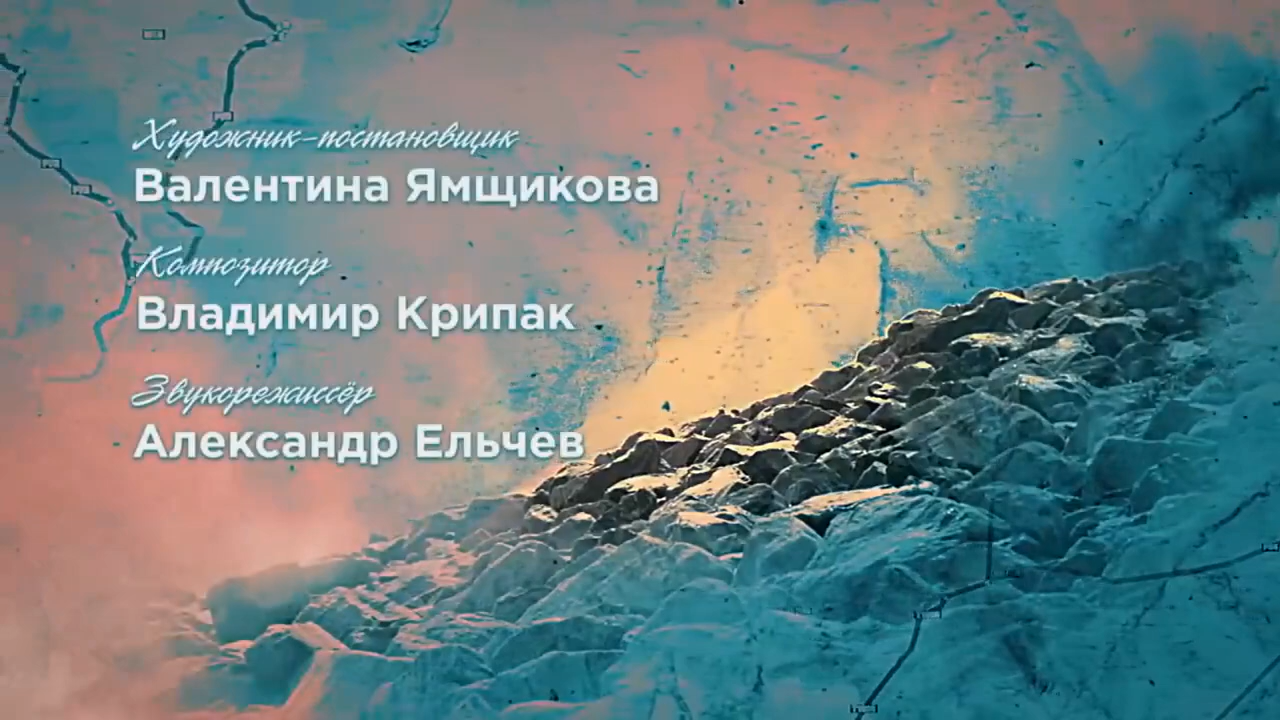 Художник-постановщик
Валентина Ямщикова
Композитор
Владимир Крипак
Звукорежиссёр
Александр Ельчев